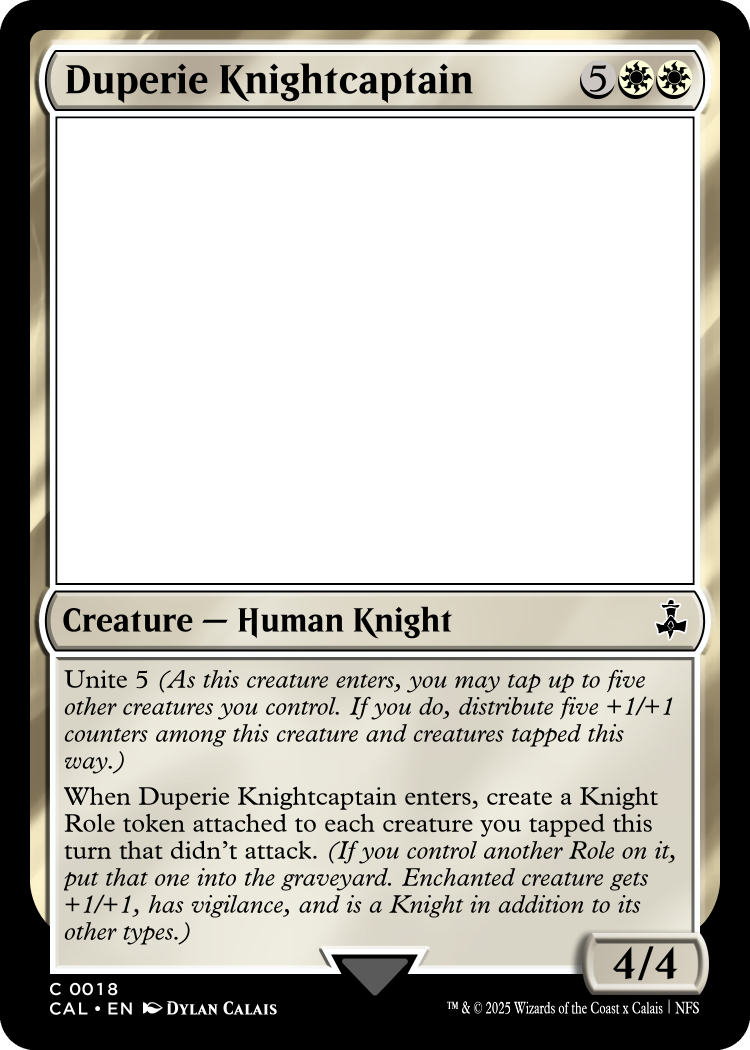 Duperie Knightcaptain 5
Creature — Human Knight
Unite 5 (As this creature enters, you may tap up to five
other creatures you control. If you do, distribute five +1/+1
counters among this creature and creatures tapped this
way.)
When Duperie Knightcaptain enters, create a Knight
Role token attached to each creature you tapped this
turn that didn't attack. (If you control another Role on it,
put that one into the graveyard. Enchanted creature gets
+1/+1, has vigilance, and is a Knight in addition to its
other types.)
4/4
C 0018
CAL • EN Dylan Calais
™ & © 2025 Wizards of the Coast x Calais | NFS